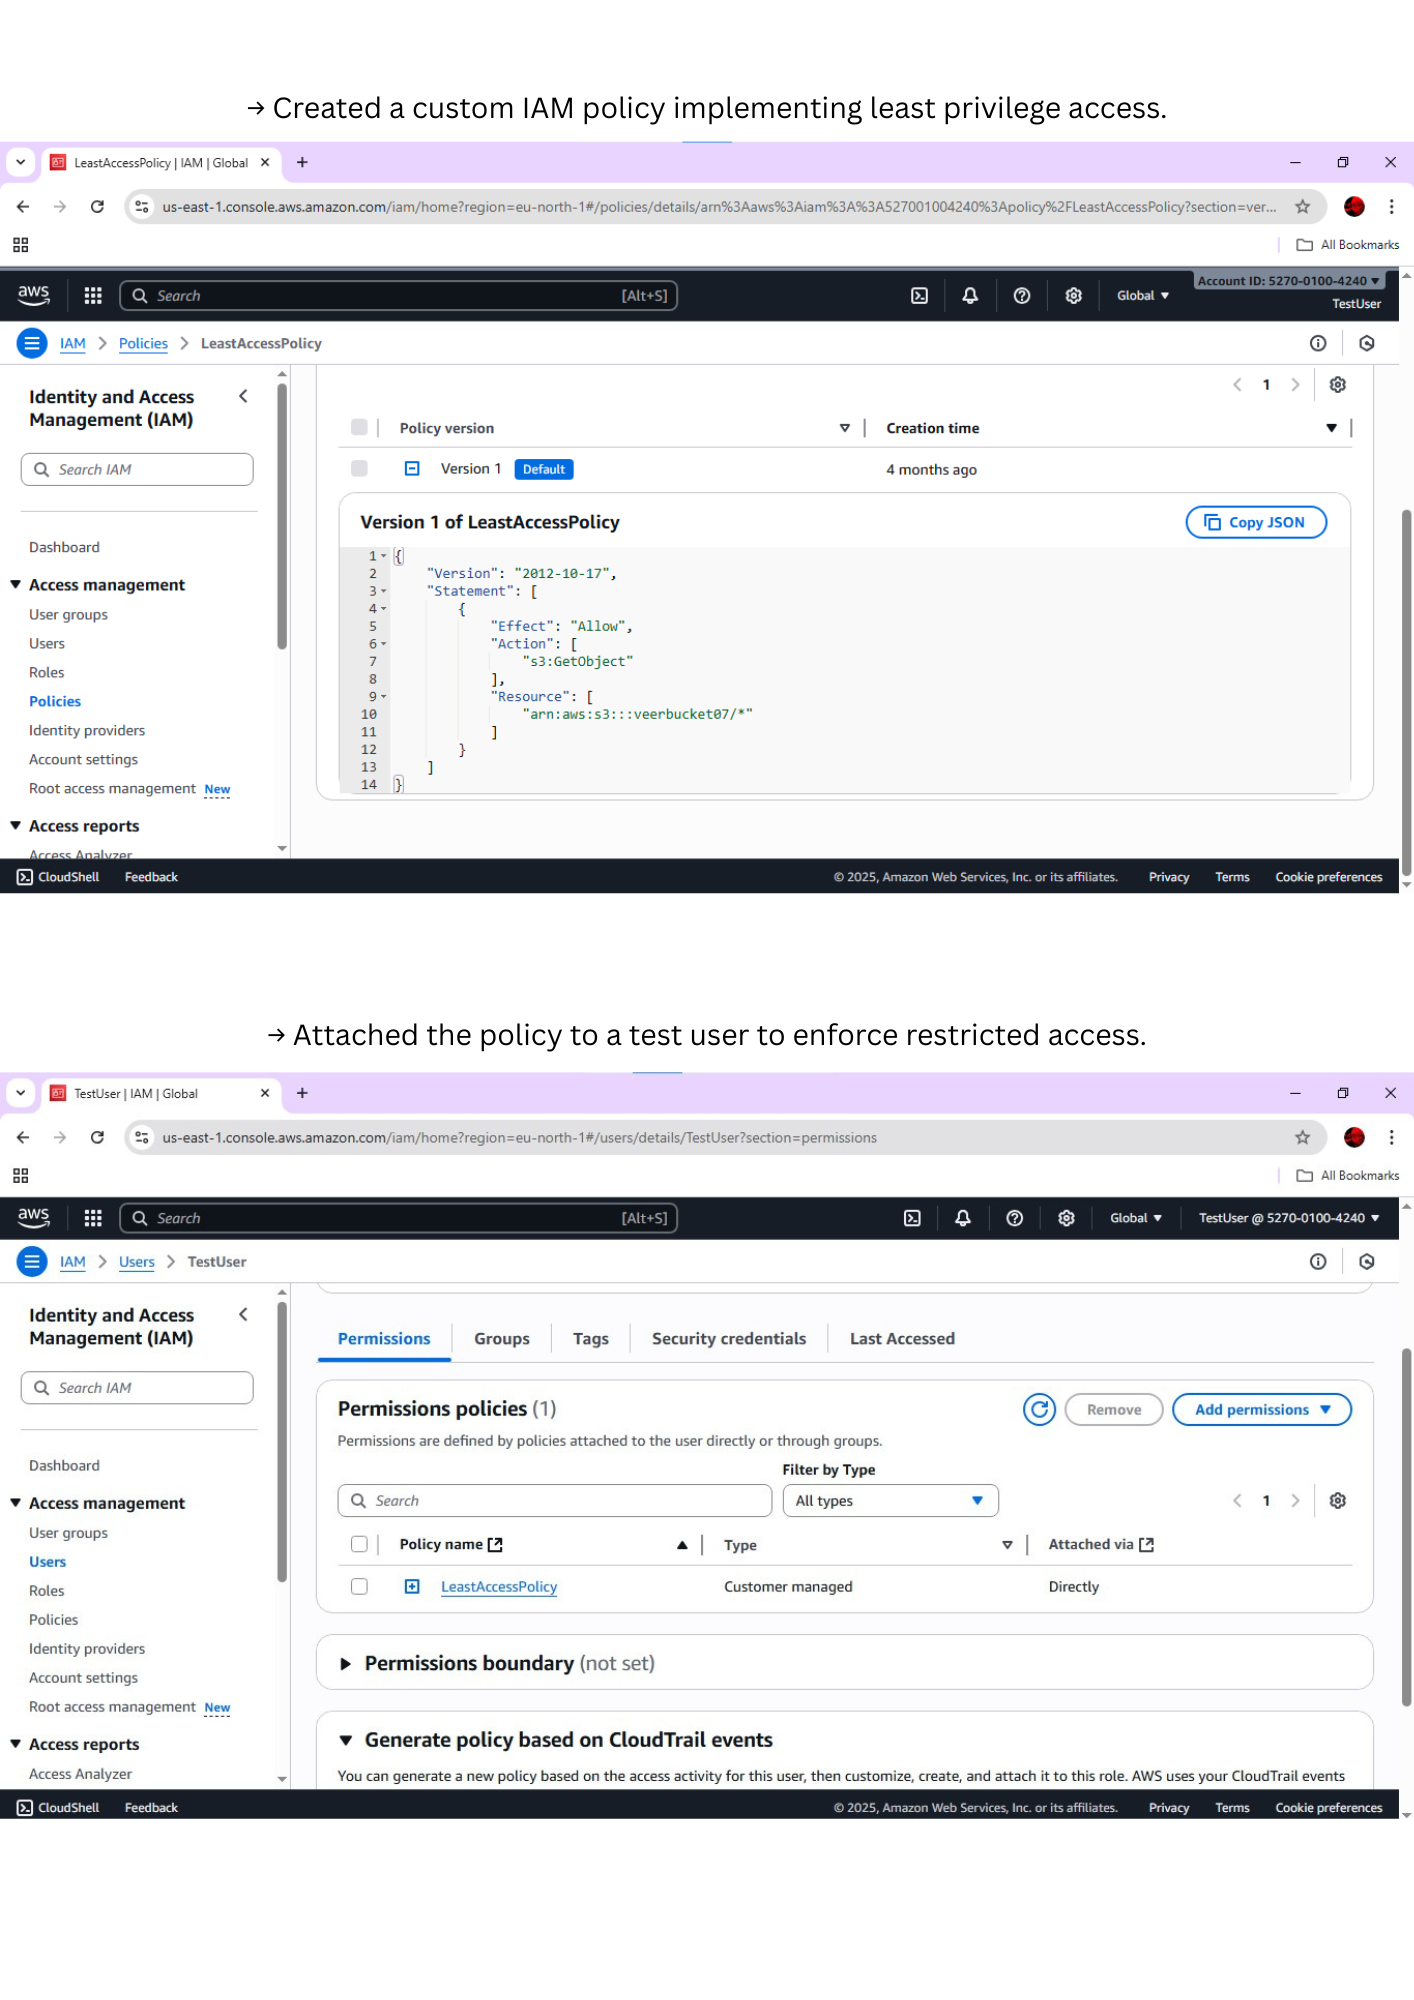 → Created a custom IAM policy implementing least privilege access.
LeastAccessPolicy | IAM | Global
us-east-1.console.aws.amazon.com/iam/home?region=eu-north-1#/policies/details/arn%3Aaws%3Aiam%3A%3A527001004240%3Apolicy%2FLeastAccessPolicy?section=ver...
All Bookmarks
aws Search [Alt+S] Global Account ID: 5270-0100-4240
TestUser
IAM > Policies > LeastAccessPolicy
Identity and Access
Management (IAM)
Search IAM
Dashboard
Access management
User groups
Users
Roles
Policies
Identity providers
Account settings
Root access management New
Access reports
Access Analyzer
1
Policy version Creation time
Version 1 Default 4 months ago
Version 1 of LeastAccessPolicy Copy JSON
1 {
2 "Version": "2012-10-17",
3 "Statement": [
4 {
5 "Effect": "Allow",
6 "Action": [
7 "s3:GetObject"
8 ],
9 "Resource": [
10 "arn:aws:s3:::veerbucket07/*"
11 ]
12 }
13 ]
14 }
CloudShell Feedback © 2025, Amazon Web Services, Inc. or its affiliates. Privacy Terms Cookie preferences
→ Attached the policy to a test user to enforce restricted access.
TestUser | IAM | Global
us-east-1.console.aws.amazon.com/iam/home?region=eu-north-1#/users/details/TestUser?section=permissions
All Bookmarks
aws Search [Alt+S] Global TestUser @ 5270-0100-4240
IAM > Users > TestUser
Identity and Access
Management (IAM)
Search IAM
Dashboard
Access management
User groups
Users
Roles
Policies
Identity providers
Account settings
Root access management New
Access reports
Access Analyzer
Permissions Groups Tags Security credentials Last Accessed
Permissions policies (1) Remove Add permissions
Permissions are defined by policies attached to the user directly or through groups.
Filter by Type
Search All types 1
Policy name Type Attached via
LeastAccessPolicy Customer managed Directly
Permissions boundary (not set)
Generate policy based on CloudTrail events
You can generate a new policy based on the access activity for this user, then customize, create, and attach it to this role. AWS uses your CloudTrail events
CloudShell Feedback © 2025, Amazon Web Services, Inc. or its affiliates. Privacy Terms Cookie preferences